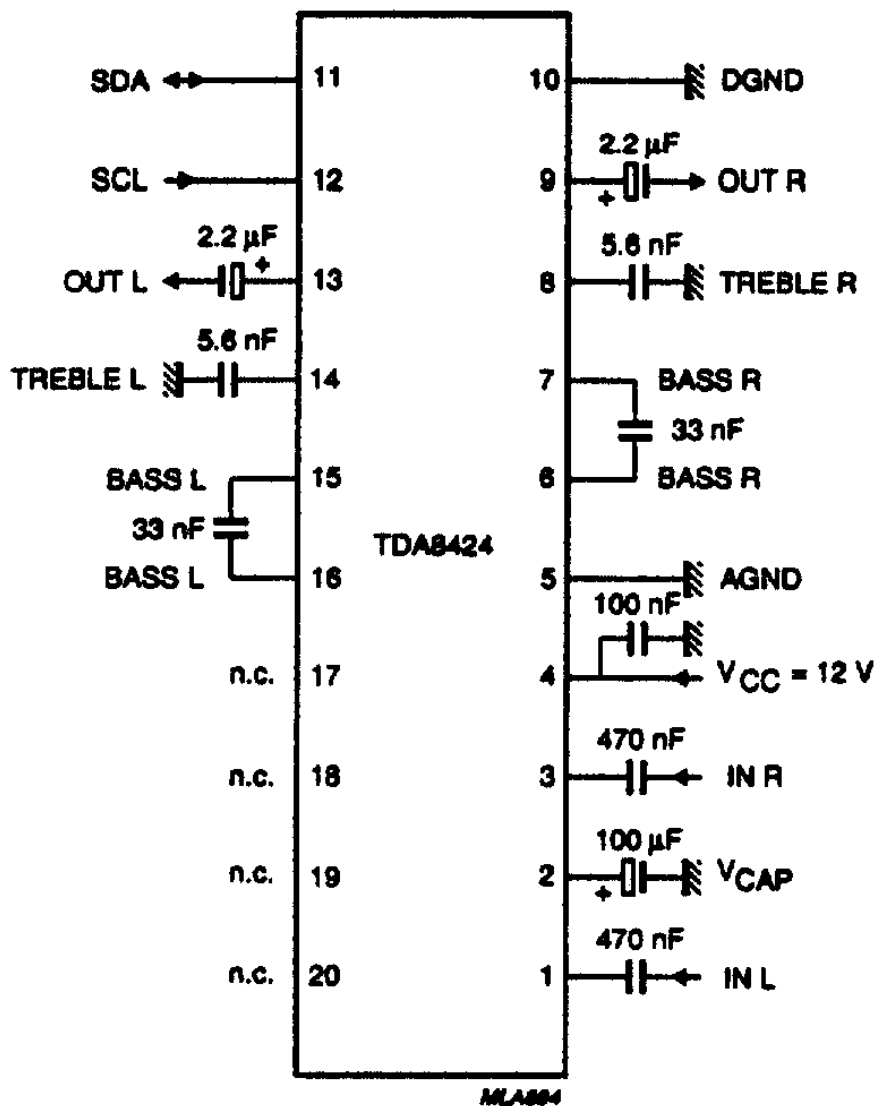 SDA 11 10 DGND
2.2 µF
SCL 12 9 + OUT R
2.2 µF + 5.6 nF
OUT L 13 8 TREBLE R
5.6 nF
TREBLE L 14 7 BASS R
33 nF
BASS L 15 6 BASS R
33 nF
TDA8424
BASS L 16 5 AGND
100 nF
n.c. 17 4 VCC = 12 V
470 nF
n.c. 18 3 IN R
100 µF
n.c. 19 2 + VCAP
470 nF
n.c. 20 1 IN L
MLA884